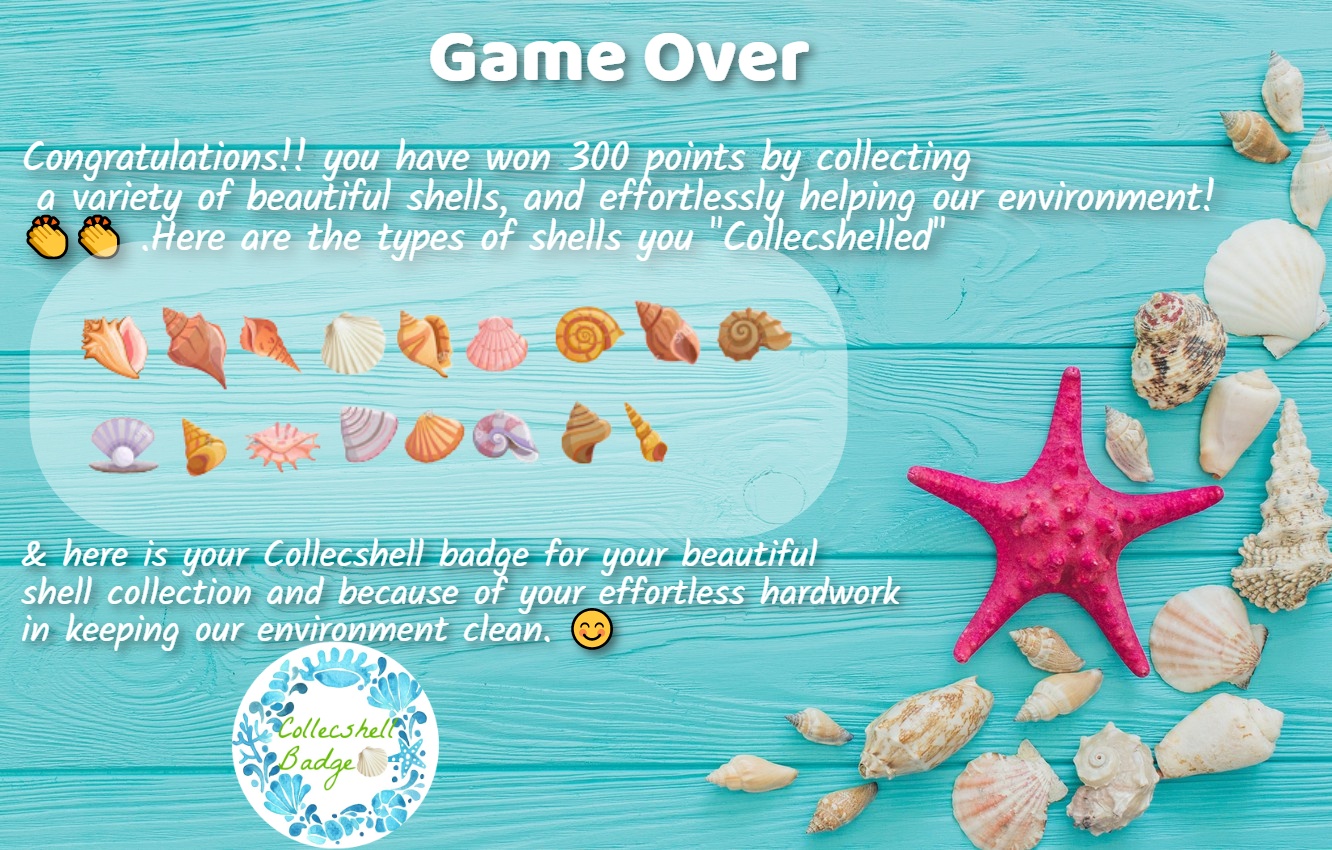 Game Over
Congratulations!! you have won 300 points by collecting
a variety of beautiful shells, and effortlessly helping our environment!
👏 👏 .Here are the types of shells you "Collecshelled"
& here is your Collecshell badge for your beautiful
shell collection and because of your effortless hardwork
in keeping our environment clean. 😊
Collecshell
Badge